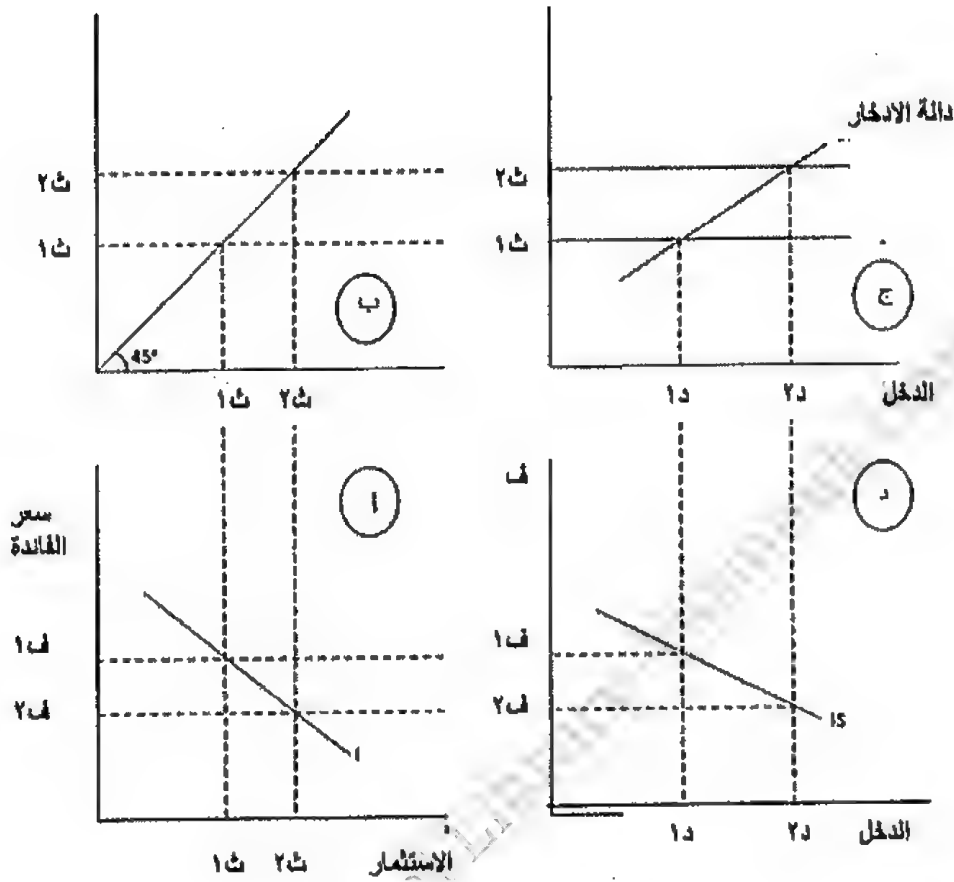 دالة الادخار
ث٢
ث١
ج
د١ د٢ الدخل
ث٢
ث١
ب
45°
ث١ ث٢
ف
د
ف١
ف٢
IS
د١ د٢ الدخل
أ
سعر
الفائدة
ف١
ف٢
I
ث١ ث٢ الاستثمار